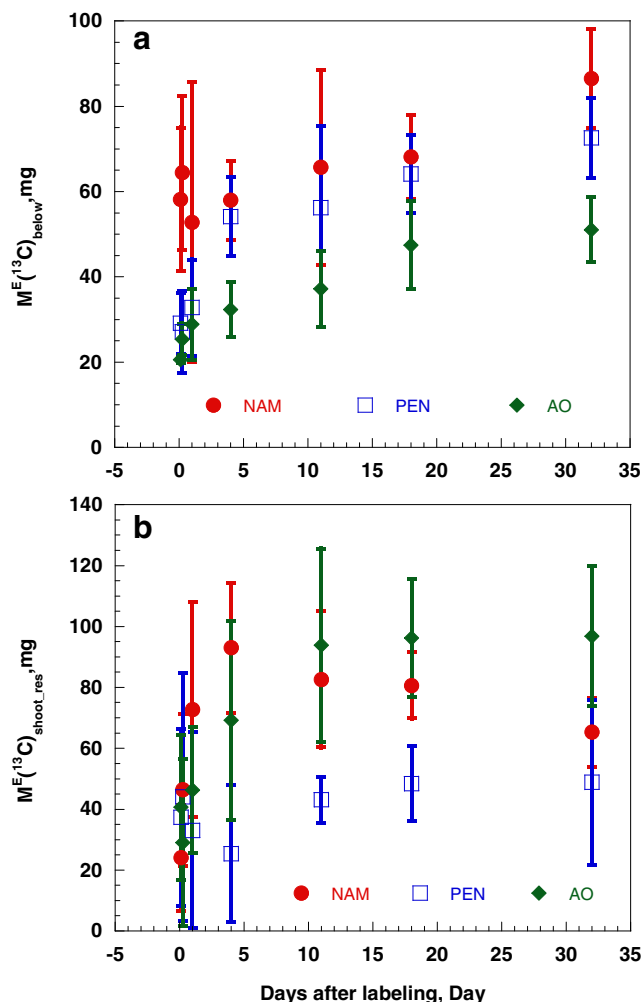 a
100
80
60
40
20
0
M^E(^13C)_below,mg
NAM PEN AO
-5 0 5 10 15 20 25 30 35
b
140
120
100
80
60
40
20
0
M^E(^13C)_shoot_res,mg
NAM PEN AO
-5 0 5 10 15 20 25 30 35
Days after labeling, Day